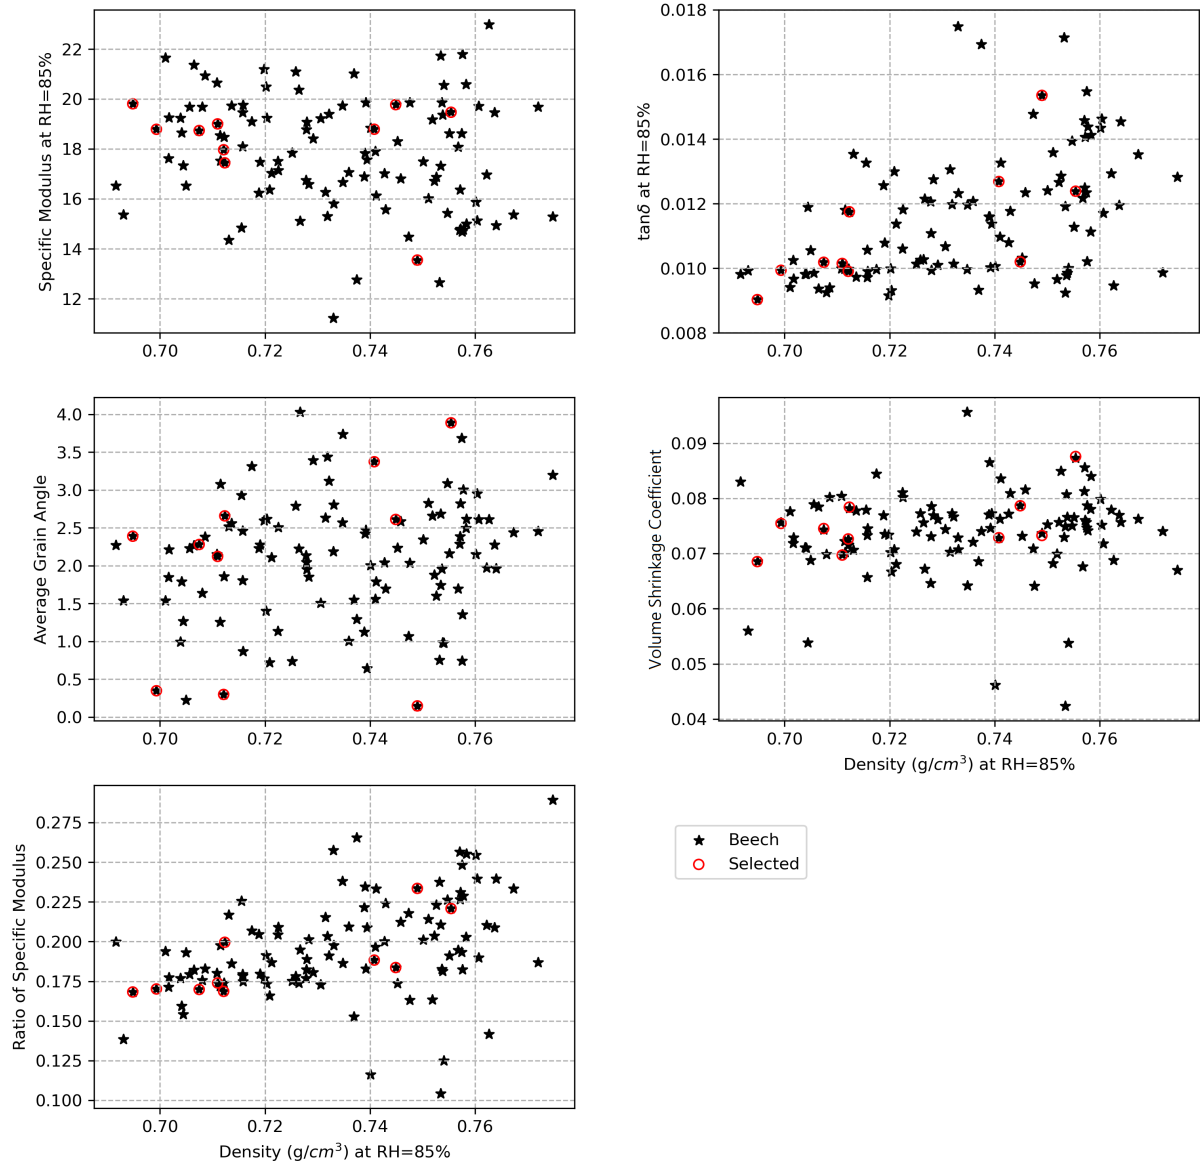 Specific Modulus at RH=85%
22
20
18
16
14
12
0.70 0.72 0.74 0.76
tanδ at RH=85%
0.018
0.016
0.014
0.012
0.010
0.008
0.70 0.72 0.74 0.76
Average Grain Angle
4.0
3.5
3.0
2.5
2.0
1.5
1.0
0.5
0.0
0.70 0.72 0.74 0.76
Volume Shrinkage Coefficient
0.09
0.08
0.07
0.06
0.05
0.04
0.70 0.72 0.74 0.76
Density (g/cm³) at RH=85%
Ratio of Specific Modulus
0.275
0.250
0.225
0.200
0.175
0.150
0.125
0.100
0.70 0.72 0.74 0.76
Density (g/cm³) at RH=85%
Beech
Selected